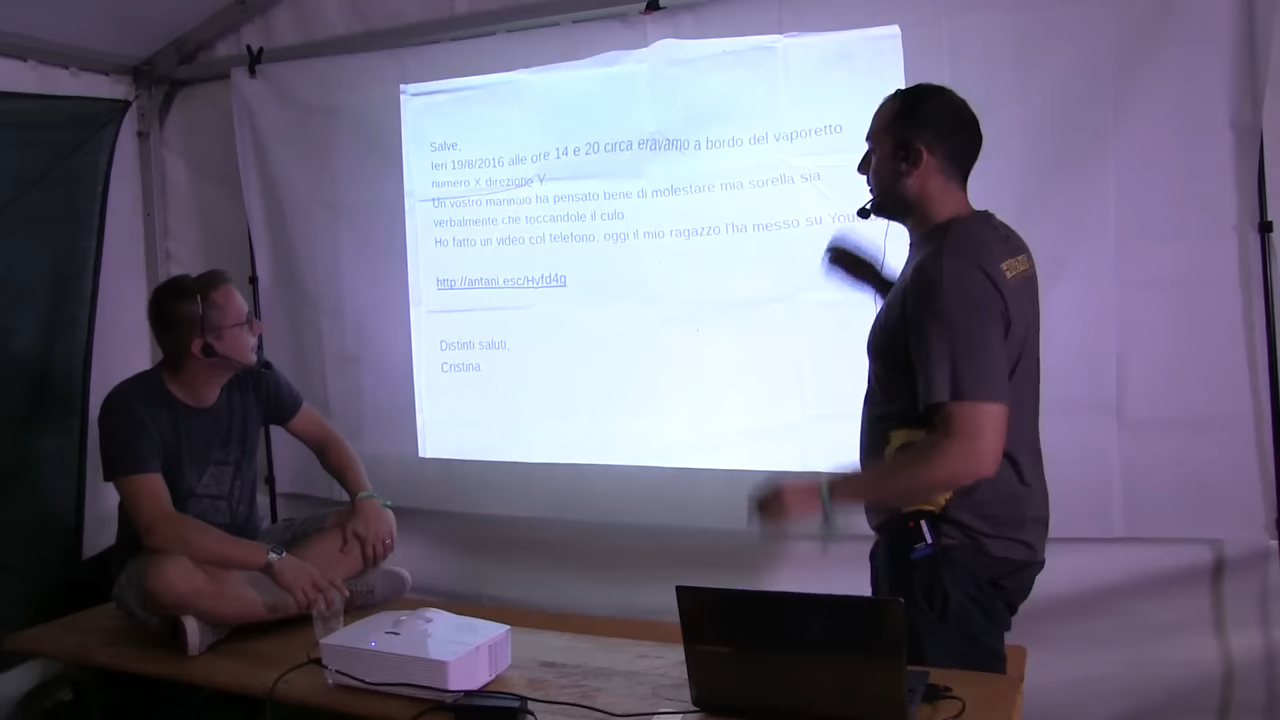 Salve,
Ieri 19/8/2016 alle ore 14 e 20 circa eravamo a bordo del vaporetto
numero X direzione Y.
Un vostro marinaio ha pensato bene di molestare mia sorella sia
verbalmente che toccandole il culo.
Ho fatto un video col telefono, oggi il mio ragazzo l'ha messo su
http://antani.esc/Hvfd4g
Distinti saluti,
Cristina